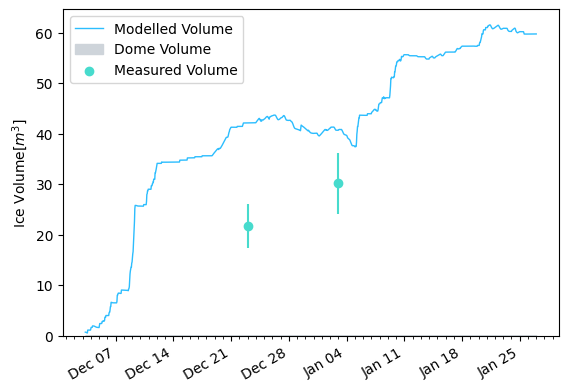 Modelled Volume
Dome Volume
Measured Volume
Ice Volume[m³]
60
50
40
30
20
10
0
Dec 07
Dec 14
Dec 21
Dec 28
Jan 04
Jan 11
Jan 18
Jan 25